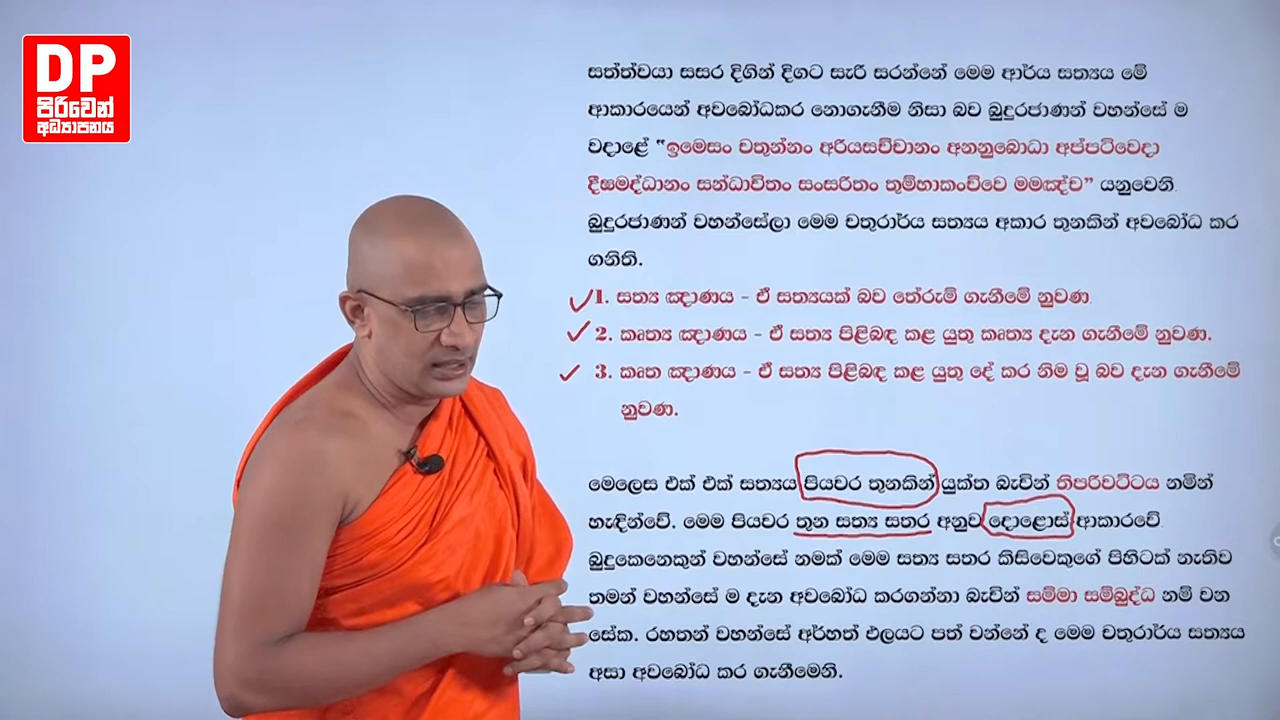 DP
පිරිවෙන්
අධ්‍යාපනය
සත්ත්වයා සසර දිගින් දිගට සැරි සරන්නේ මෙම ආර්ය සත්‍යය මේ
ආකාරයෙන් අවබෝධකර නොගැනීම නිසා බව බුදුරජාණන් වහන්සේ ම
වදාළේ “ඉමෙසං චතුන්නං අරියසච්චානං අනනුබොධා අප්පටිවෙදා
දීඝමද්ධානං සන්ධාවිතං සංසරිතං තුම්හාකංච්වෙ මමඤ්ච” යනුවෙනි.
බුදුරජාණන් වහන්සේලා මෙම චතුරාර්ය සත්‍යය අකාර තුනකින් අවබෝධ කර
ගනිති.
1. සත්‍ය ඤාණය - ඒ සත්‍යයක් බව තේරුම් ගැනීමේ නුවණ
2. කෘත්‍ය ඤාණය - ඒ සත්‍ය පිළිබඳ කළ යුතු කෘත්‍ය දැන ගැනීමේ නුවණ.
3. කෘත ඤාණය - ඒ සත්‍ය පිළිබඳ කළ යුතු දේ කර නිම වූ බව දැන ගැනීමේ
නුවණ.
මෙලෙස එක් එක් සත්‍යය පියවර තුනකින් යුක්ත බැවින් තිපරිවට්ටය නමින්
හැඳින්වේ. මෙම පියවර තුන සත්‍ය සතර අනුව දොළොස් ආකාරවේ
බුදුකෙනෙකුන් වහන්සේ නමක් මෙම සත්‍ය සතර කිසිවෙකුගේ පිහිටක් නැතිව
තමන් වහන්සේ ම දැන අවබෝධ කරගන්නා බැවින් සම්මා සම්බුද්ධ නම් වන
සේක. රහතන් වහන්සේ අර්හත් ඵලයට පත් වන්නේ ද මෙම චතුරාර්ය සත්‍යය
අසා අවබෝධ කර ගැනීමෙනි.